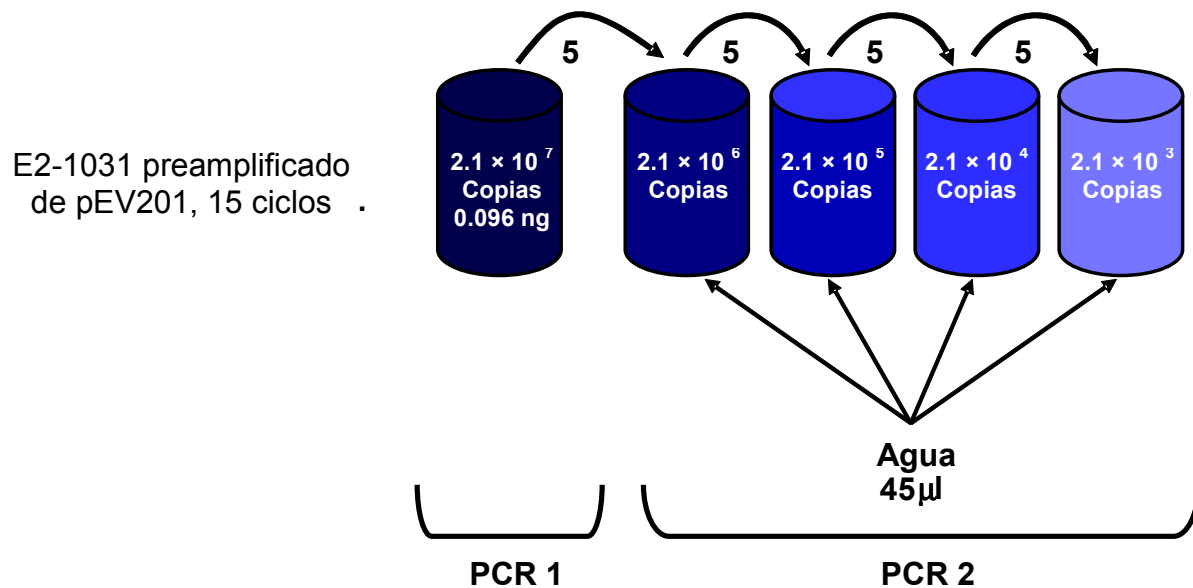 5 5 5 5
E2-1031 preamplificado
de pEV201, 15 ciclos .
2.1 × 10 ⁷
Copias
0.096 ng
2.1 × 10 ⁶
Copias
2.1 × 10 ⁵
Copias
2.1 × 10 ⁴
Copias
2.1 × 10 ³
Copias
Agua
45µl
PCR 1
PCR 2